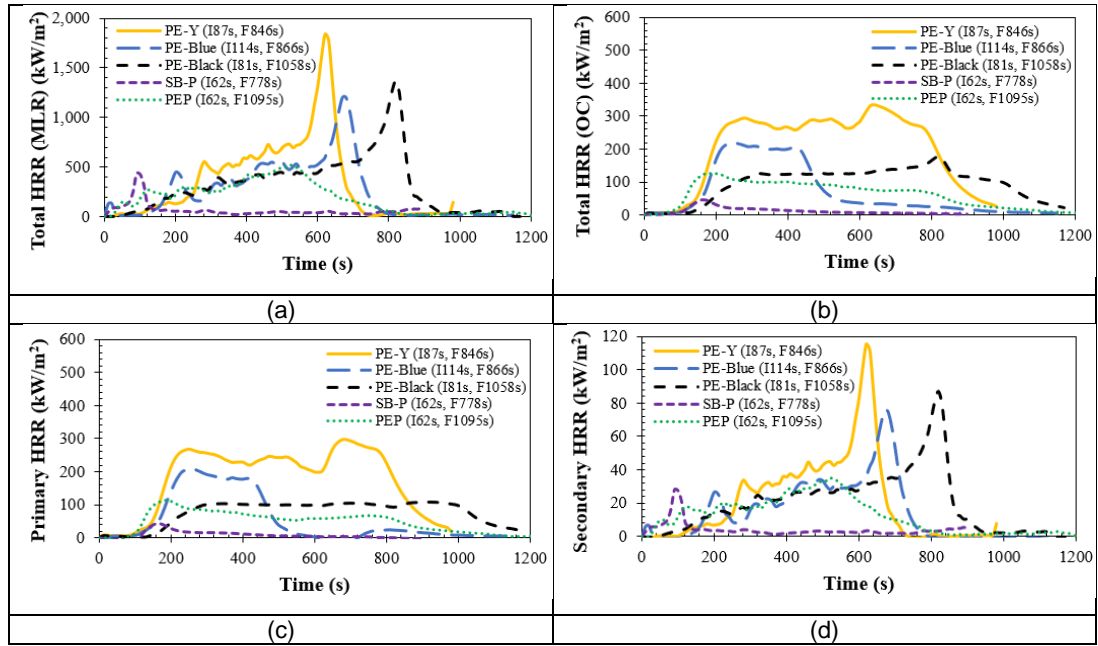 Total HRR (MLR) (kW/m²)
2,000
1,500
1,000
500
0
PE-Y (I87s, F846s)
PE-Blue (I114s, F866s)
PE-Black (I81s, F1058s)
SB-P (I62s, F778s)
PEP (I62s, F1095s)
0 200 400 600 800 1000 1200
Time (s)
(a)
Total HRR (OC) (kW/m²)
600
500
400
300
200
100
0
PE-Y (I87s, F846s)
PE-Blue (I114s, F866s)
PE-Black (I81s, F1058s)
SB-P (I62s, F778s)
PEP (I62s, F1095s)
0 200 400 600 800 1000 1200
Time (s)
(b)
Primary HRR (kW/m²)
600
500
400
300
200
100
0
PE-Y (I87s, F846s)
PE-Blue (I114s, F866s)
PE-Black (I81s, F1058s)
SB-P (I62s, F778s)
PEP (I62s, F1095s)
0 200 400 600 800 1000 1200
Time (s)
(c)
Secondary HRR (kW/m²)
120
100
80
60
40
20
0
PE-Y (I87s, F846s)
PE-Blue (I114s, F866s)
PE-Black (I81s, F1058s)
SB-P (I62s, F778s)
PEP (I62s, F1095s)
0 200 400 600 800 1000 1200
Time (s)
(d)